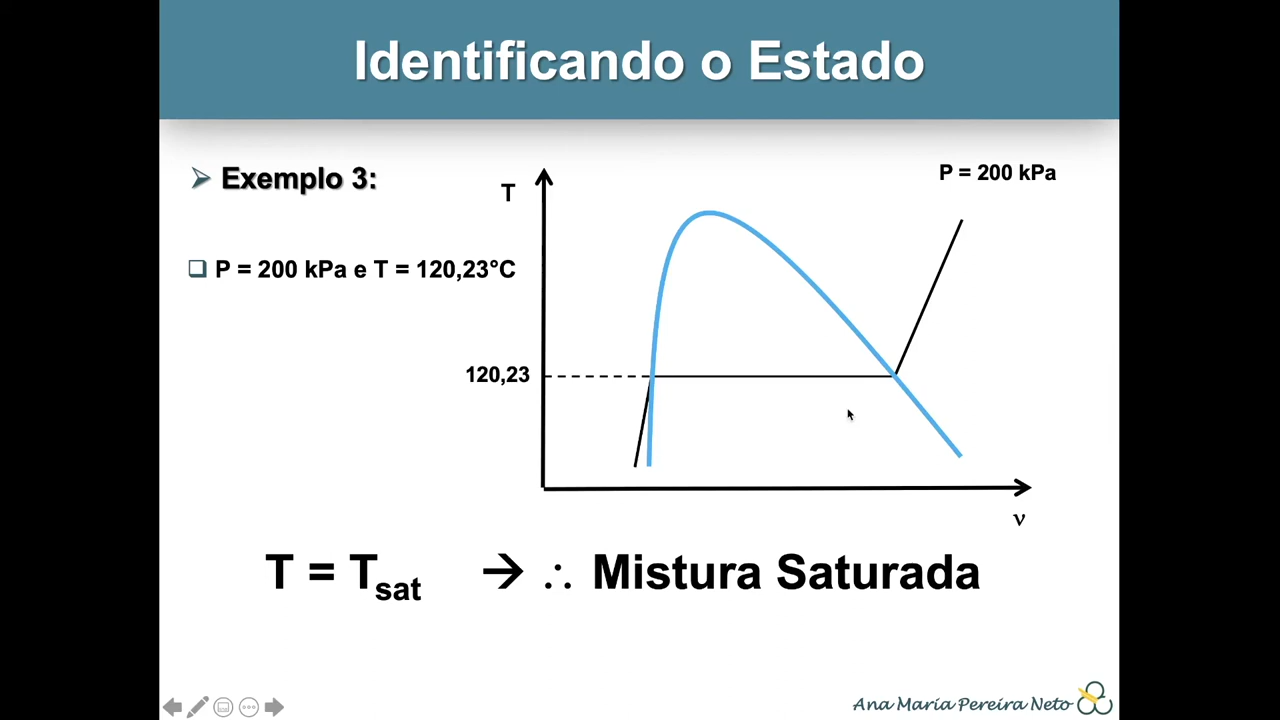 Identificando o Estado
Exemplo 3:
P = 200 kPa e T = 120,23°C
T
P = 200 kPa
120,23
ν
T = Tsat → ∴ Mistura Saturada
Ana Maria Pereira Neto